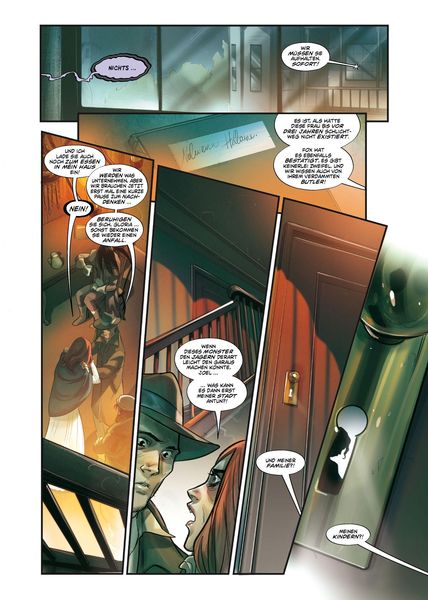 NICHTS ...
WIR
MÜSSEN SIE
AUFHALTEN.
SOFORT!
ES IST, ALS HÄTTE
DIESE FRAU BIS VOR
DREI JAHREN SCHLICHT-
WEG NICHT EXISTIERT.
FOX HAT
ES EBENFALLS
BESTÄTIGT. ES GIBT
KEINERLEI ZWEIFEL, UND
WIR WISSEN AUCH VON
IHREM VERDAMMTEN
BUTLER!
UND ICH
LADE SIE AUCH
NOCH ZUM ESSEN
IN MEIN HAUS
EIN!
WIR
WERDEN WAS
UNTERNEHMEN, ABER
WIR BRAUCHEN JETZT
ERST MAL EINE KURZE
PAUSE ZUM NACH-
DENKEN ...
NEIN!
BERUHIGEN
SIE SICH, GLORIA ...
SONST BEKOMMEN
SIE WIEDER EINEN
ANFALL.
WENN
DIESES MONSTER
DEN JÄGERN DERART
LEICHT DEN GARAUS
MACHEN KONNTE,
JOEL ...
... WAS KANN
ES DANN ERST
MEINER STADT
ANTUN?!
UND MEINER
FAMILIE?!
MEINEN
KINDERN?!